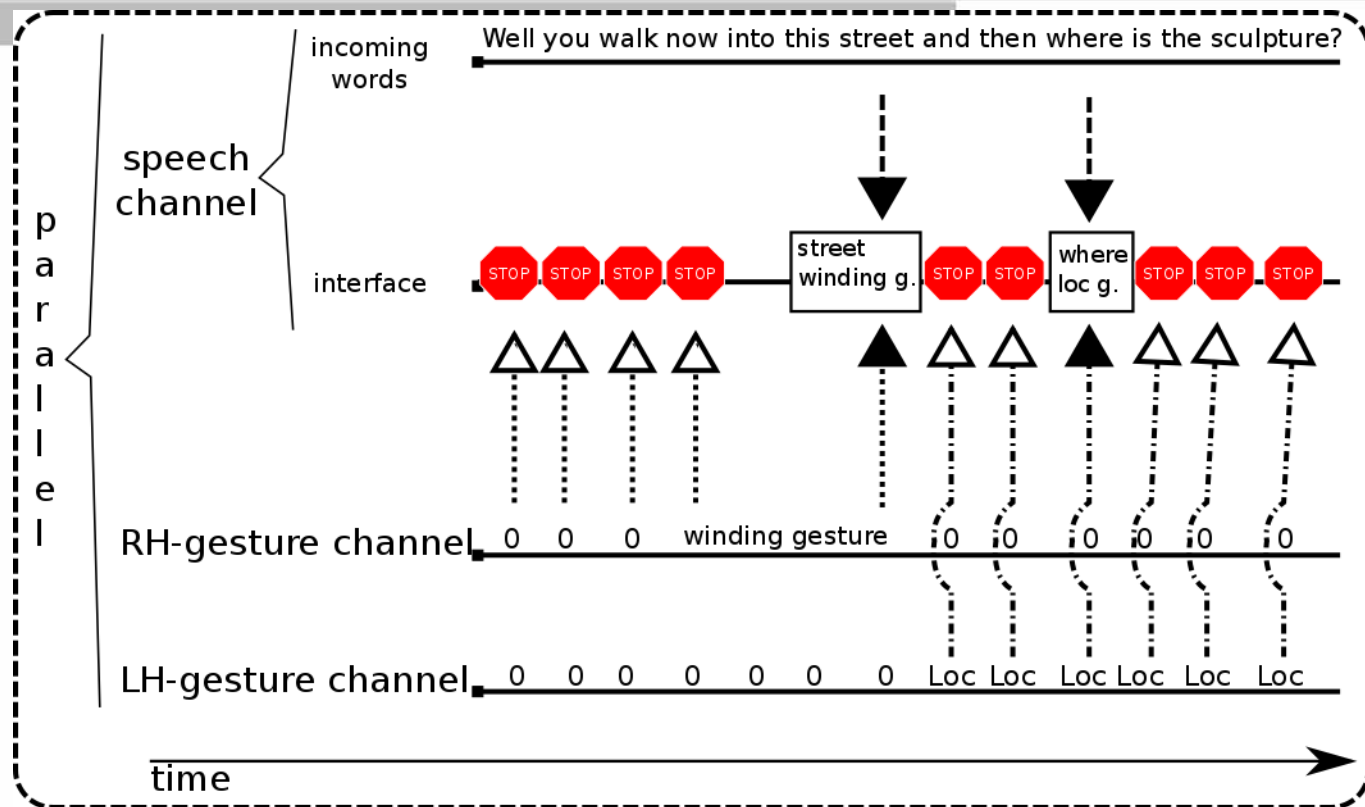 incoming
words
Well you walk now into this street and then where is the sculpture?
speech
channel
parallel
interface
STOP STOP STOP STOP
street
winding g.
STOP STOP
where
loc g.
STOP STOP STOP
RH-gesture channel
0 0 0 winding gesture 0 0 0 0 0 0
LH-gesture channel
0 0 0 0 0 0 0 Loc Loc Loc Loc Loc Loc
time